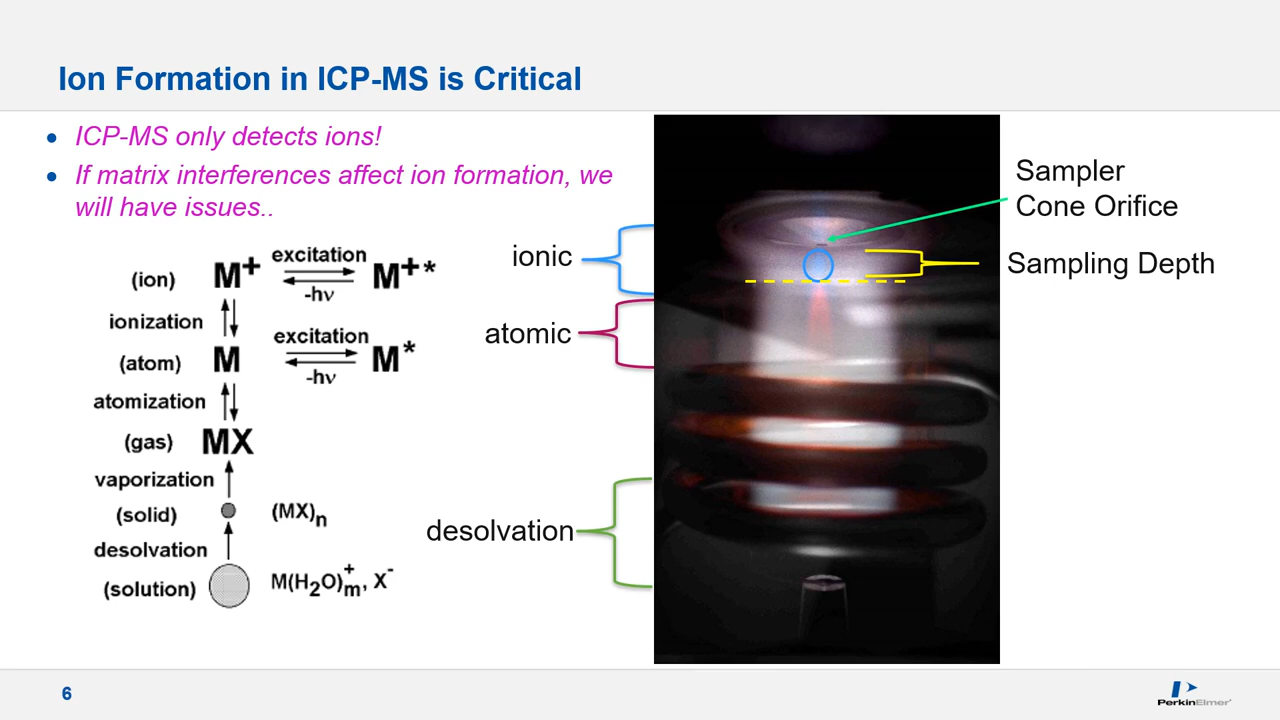 Ion Formation in ICP-MS is Critical
• ICP-MS only detects ions!
• If matrix interferences affect ion formation, we
will have issues..
(ion) M+ excitation M+*
-hν
ionization
(atom) M excitation M*
-hν
atomization
(gas) MX
vaporization
(solid) (MX)n
desolvation
(solution) M(H2O)m+, X-
ionic
atomic
desolvation
Sampler
Cone Orifice
Sampling Depth
6
PerkinElmer